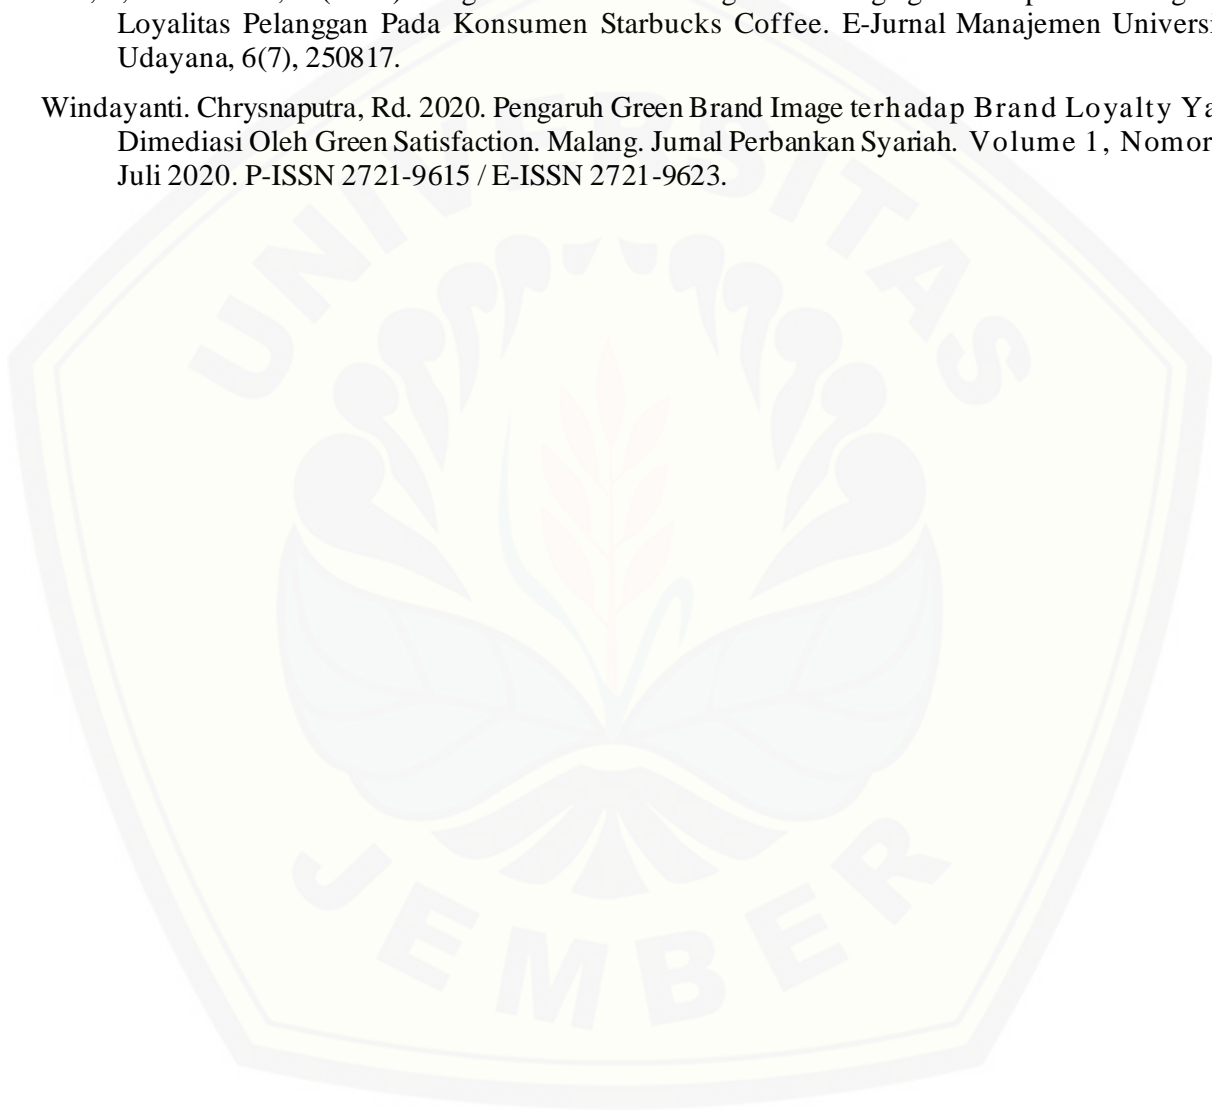 Loyalitas Pelanggan Pada Konsumen Starbucks Coffee. E-Jurnal Manajemen Universi
Udayana, 6(7), 250817.
Windayanti. Chrysnaputra, Rd. 2020. Pengaruh Green Brand Image terhadap Brand Loyalty Ya
Dimediasi Oleh Green Satisfaction. Malang. Jurnal Perbankan Syariah. Volume 1, Nomor
Juli 2020. P-ISSN 2721-9615 / E-ISSN 2721-9623.
UNIVERSITAS
JEMBER